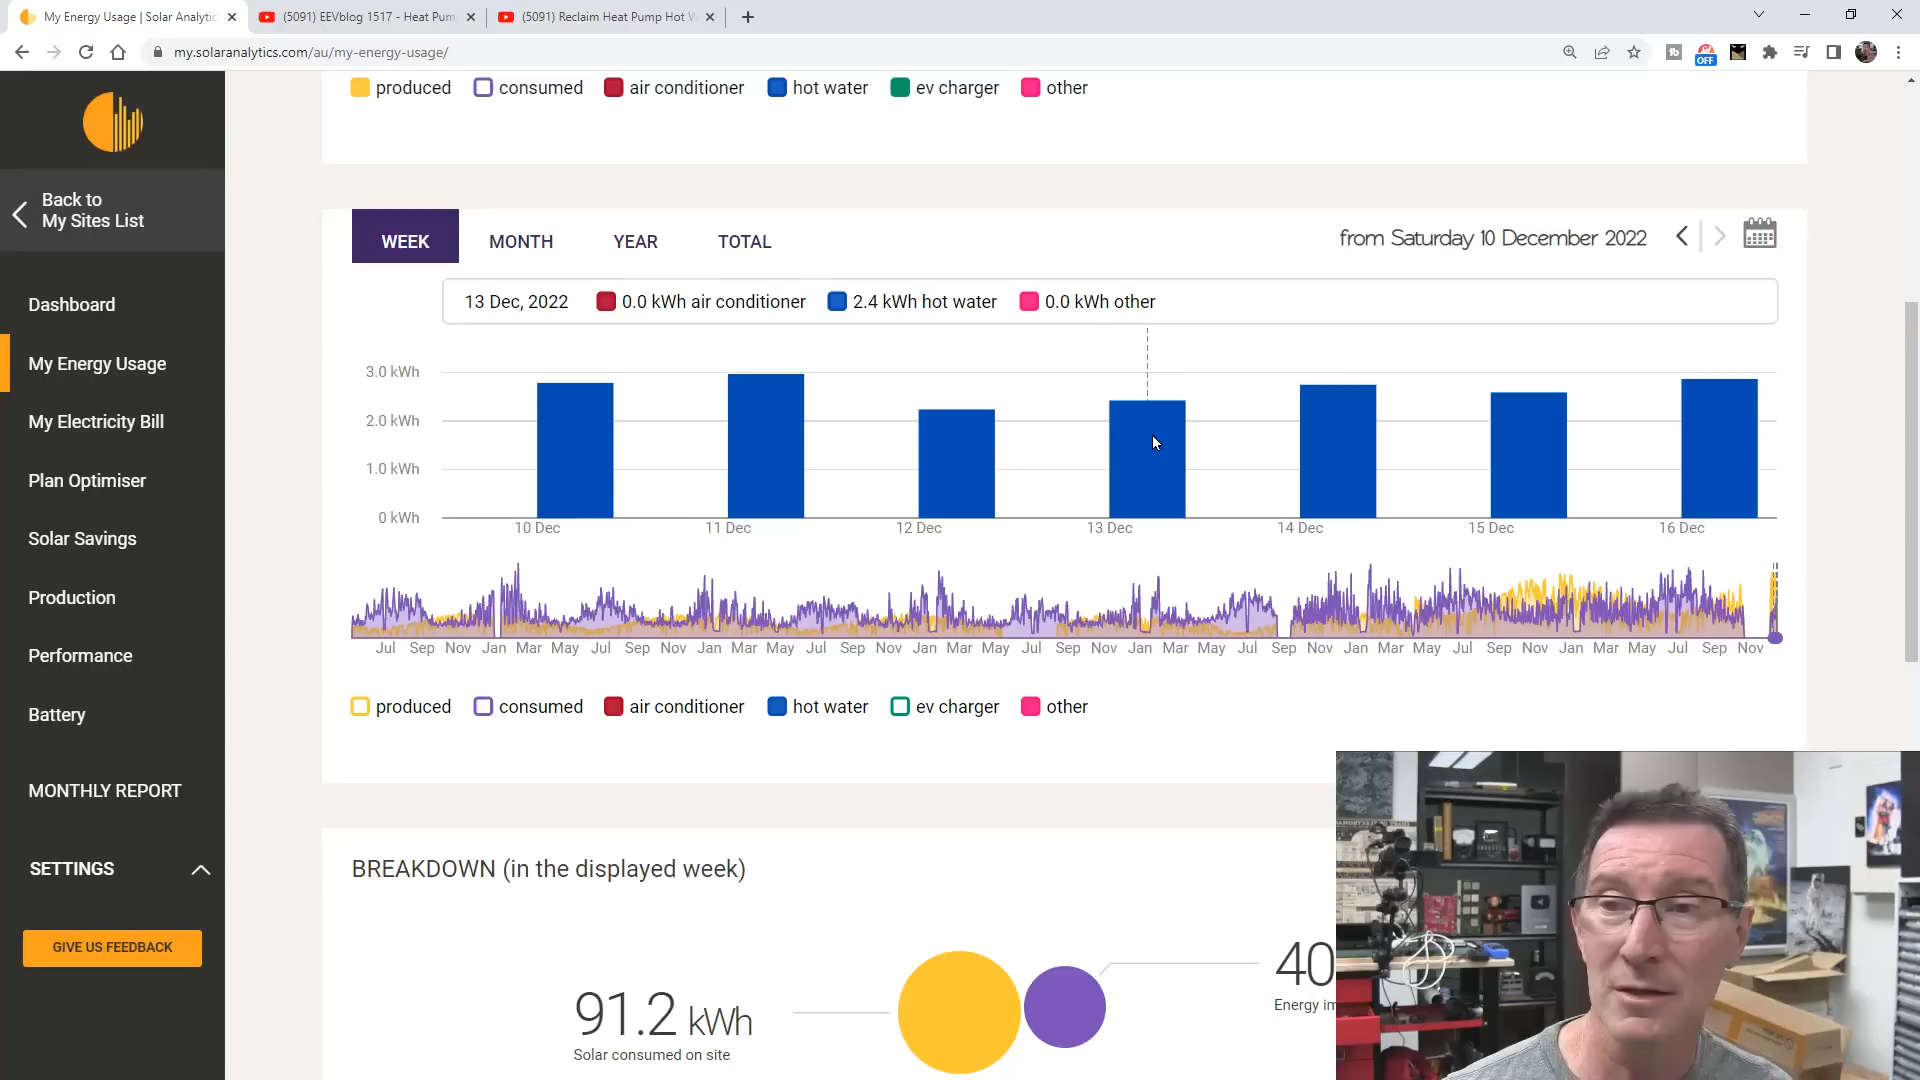 My Energy Usage | Solar Analytic
(5091) EEVblog 1517 - Heat Pum
(5091) Reclaim Heat Pump Hot W
my.solaranalytics.com/au/my-energy-usage/
OFF
Back to
My Sites List
Dashboard
My Energy Usage
My Electricity Bill
Plan Optimiser
Solar Savings
Production
Performance
Battery
MONTHLY REPORT
SETTINGS
GIVE US FEEDBACK
produced consumed air conditioner hot water ev charger other
WEEK MONTH YEAR TOTAL
from Saturday 10 December 2022
13 Dec, 2022 0.0 kWh air conditioner 2.4 kWh hot water 0.0 kWh other
3.0 kWh
2.0 kWh
1.0 kWh
0 kWh
10 Dec 11 Dec 12 Dec 13 Dec 14 Dec 15 Dec 16 Dec
Jul Sep Nov Jan Mar May Jul Sep Nov Jan Mar May Jul Sep Nov Jan Mar May Jul Sep Nov Jan Mar May Jul Sep Nov Jan Mar May Jul Sep Nov Jan Mar May Jul Sep Nov
produced consumed air conditioner hot water ev charger other
BREAKDOWN (in the displayed week)
91.2 kWh
Solar consumed on site
40
Energy im